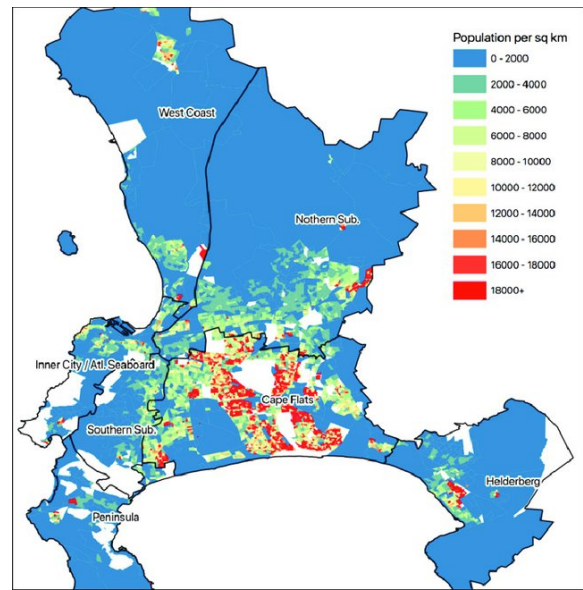 Population per sq km
0 - 2000
2000 - 4000
4000 - 6000
6000 - 8000
8000 - 10000
10000 - 12000
12000 - 14000
14000 - 16000
16000 - 18000
18000+
West Coast
Nothern Sub.
Inner City / Atl. Seaboard
Cape Flats
Southern Sub.
Helderberg
Peninsula